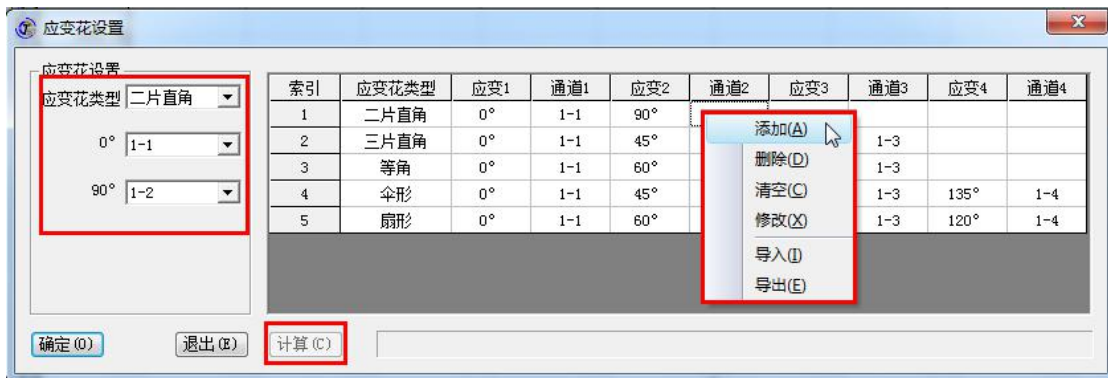 应变花设置
应变花设置
应变花类型 二片直角
0° 1-1
90° 1-2
索引 应变花类型 应变1 通道1 应变2 通道2 应变3 通道3 应变4 通道4
1 二片直角 0° 1-1 90°
2 三片直角 0° 1-1 45° 1-3
3 等角 0° 1-1 60° 1-3
4 伞形 0° 1-1 45° 1-3 135° 1-4
5 扇形 0° 1-1 60° 1-3 120° 1-4
添加(A)
删除(D)
清空(C)
修改(X)
导入(I)
导出(E)
确定(O) 退出(E) 计算(C)